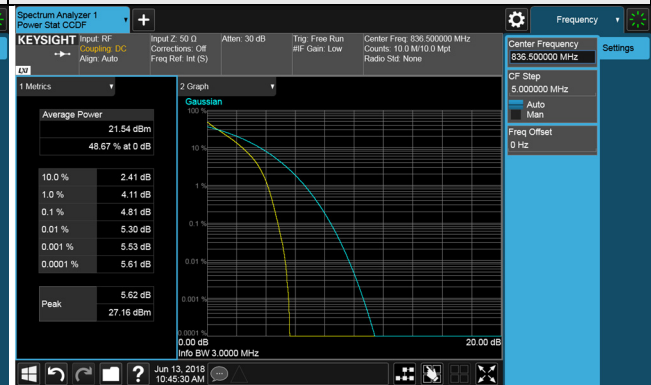 Spectrum Analyzer 1
Power Stat CCDF
Frequency
KEYSIGHT
Input: RF
Coupling: DC
Align: Auto
Input Z: 50 Ω
Corrections: Off
Freq Ref: Int (S)
Atten: 30 dB
Trig: Free Run
#IF Gain: Low
Center Freq: 836.500000 MHz
Counts: 10.0 M/10.0 Mpt
Radio Std: None
LXI
Center Frequency
836.500000 MHz
Settings
CF Step
5.000000 MHz
Auto
Man
Freq Offset
0 Hz
1 Metrics
Average Power
21.54 dBm
48.67 % at 0 dB
10.0 % 2.41 dB
1.0 % 4.11 dB
0.1 % 4.81 dB
0.01 % 5.30 dB
0.001 % 5.53 dB
0.0001 % 5.61 dB
Peak
5.62 dB
27.16 dBm
2 Graph
Gaussian
100 %
10 %
1 %
0.1 %
0.01 %
0.001 %
0.0001 %
0.00 dB
20.00 dB
Info BW 3.0000 MHz
Jun 13, 2018
10:45:30 AM